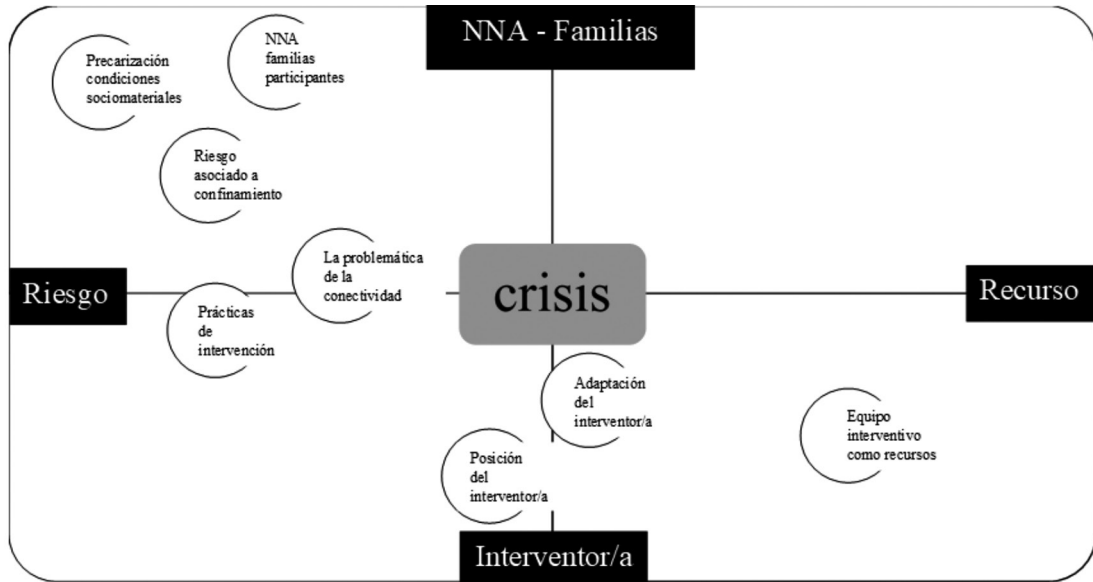 NNA - Familias
Precarización
condiciones
sociomateriales
NNA
familias
participantes
Riesgo
asociado a
confinamiento
La problemática
de la
conectividad
Riesgo
crisis
Recurso
Prácticas
de
intervención
Adaptación
del
interventor/a
Equipo
interventivo
como recursos
Posición
del
interventor/a
Interventor/a